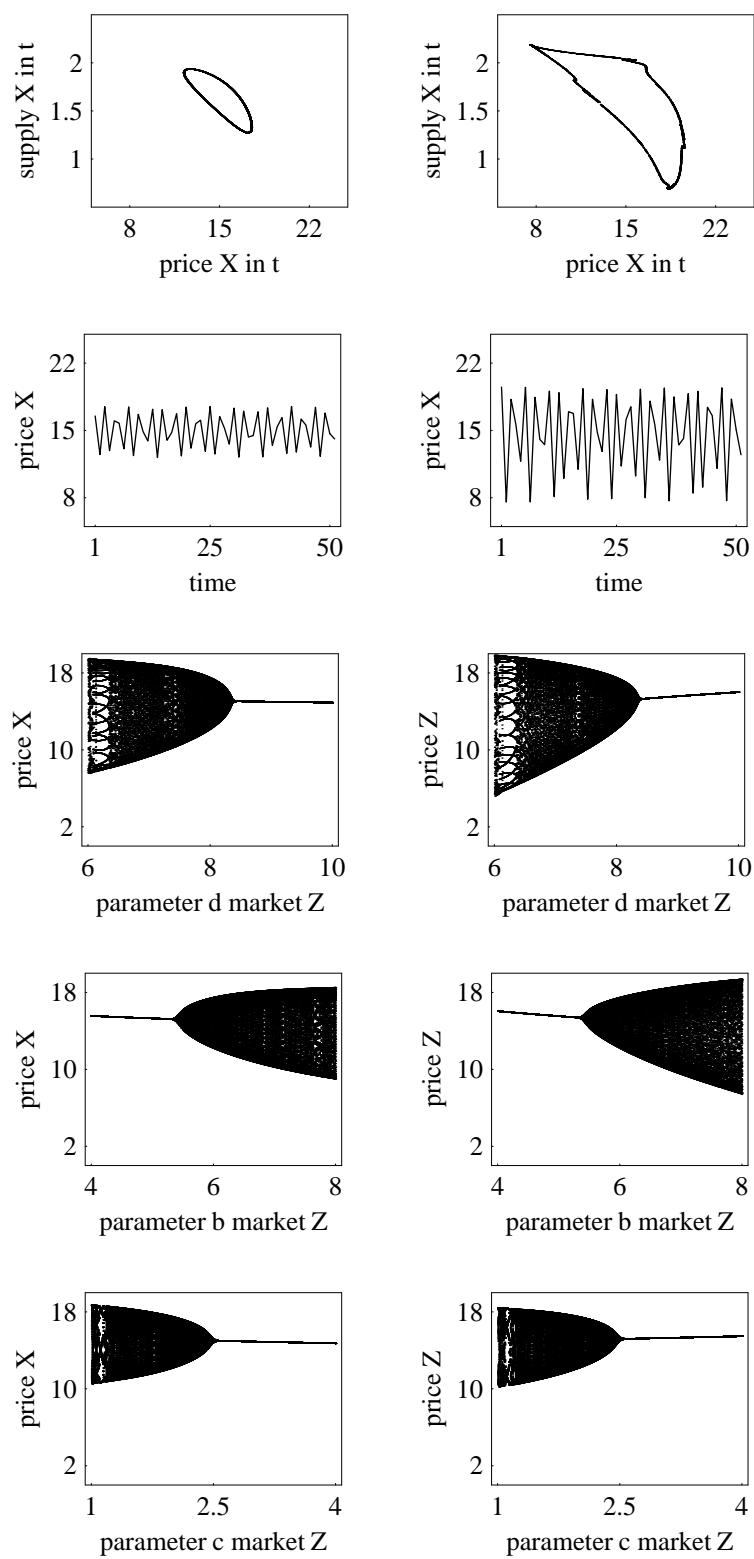 supply X in t
2
1.5
1
8 15 22
price X in t
supply X in t
2
1.5
1
8 15 22
price X in t
price X
22
15
8
1 25 50
time
price X
22
15
8
1 25 50
time
price X
18
10
2
6 8 10
parameter d market Z
price Z
18
10
2
6 8 10
parameter d market Z
price X
18
10
2
4 6 8
parameter b market Z
price Z
18
10
2
4 6 8
parameter b market Z
price X
18
10
2
1 2.5 4
parameter c market Z
price Z
18
10
2
1 2.5 4
parameter c market Z